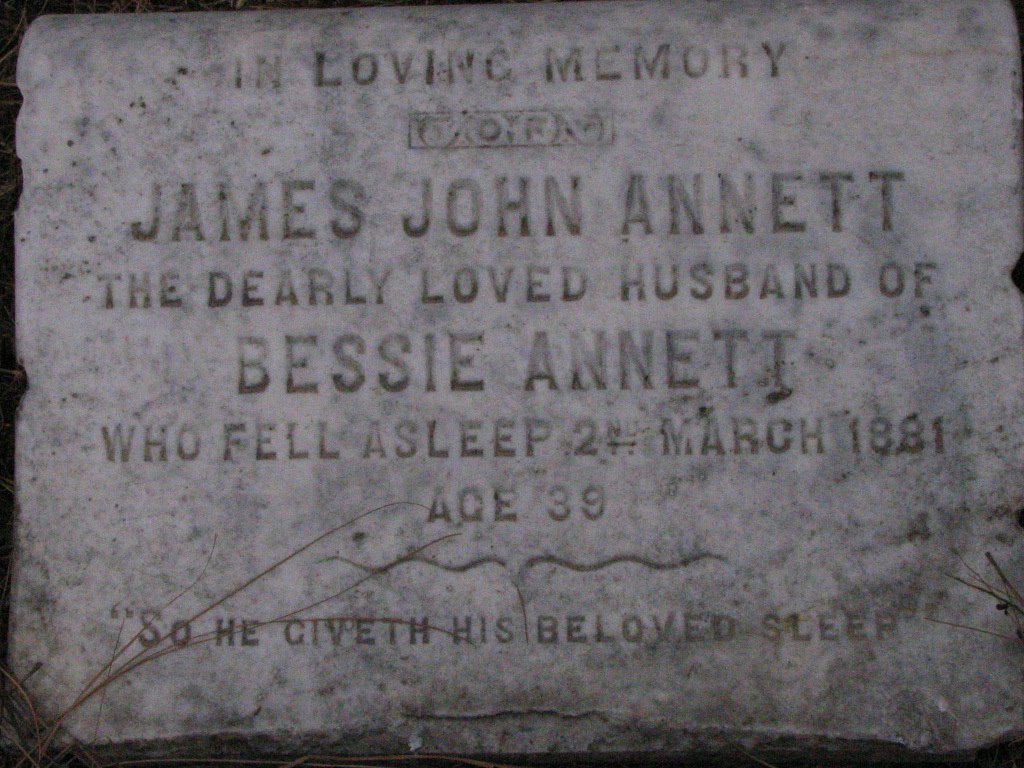 IN LOVING MEMORY
OF
JAMES JOHN ANNETT
THE DEARLY LOVED HUSBAND OF
BESSIE ANNETT
WHO FELL ASLEEP MARCH 1881
AGE 39
"SO HE GIVETH HIS BELOVED SLEEP"